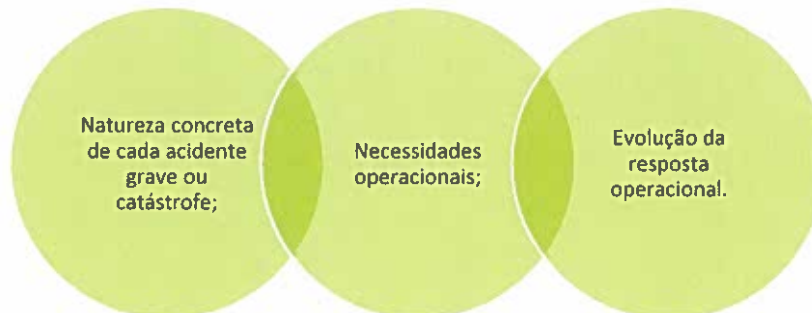 Natureza concreta
de cada acidente
grave ou
catástrofe;
Necessidades
operacionais;
Evolução da
resposta
operacional.